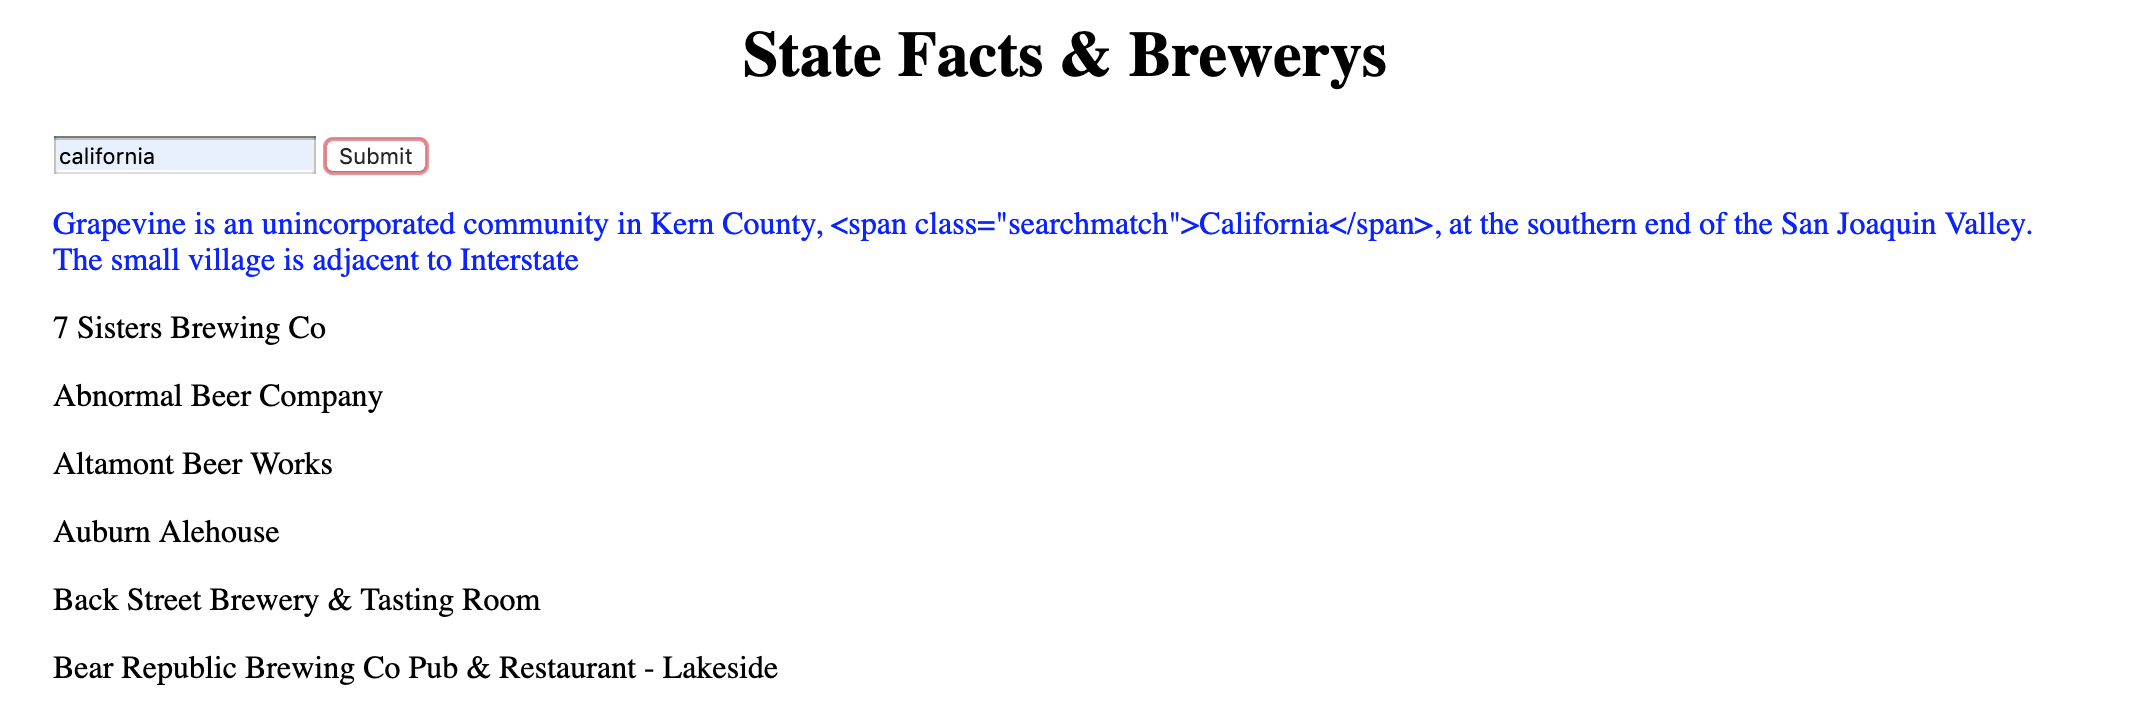 State Facts & Brewerys
california Submit
Grapevine is an unincorporated community in Kern County, <span class="searchmatch">California</span>, at the southern end of the San Joaquin Valley.
The small village is adjacent to Interstate
7 Sisters Brewing Co
Abnormal Beer Company
Altamont Beer Works
Auburn Alehouse
Back Street Brewery & Tasting Room
Bear Republic Brewing Co Pub & Restaurant - Lakeside